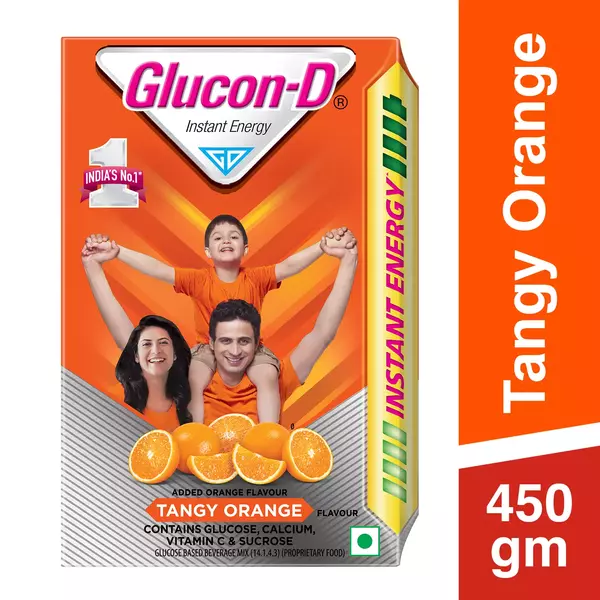 Glucon-D®
Instant Energy
GD
1
INDIA'S No.1*
INSTANT ENERGY*
ADDED ORANGE FLAVOUR
TANGY ORANGE FLAVOUR
CONTAINS GLUCOSE, CALCIUM,
VITAMIN C & SUCROSE
GLUCOSE BASED BEVERAGE MIX (14.1.4.3) (PROPRIETARY FOOD)
Tangy Orange
450
gm